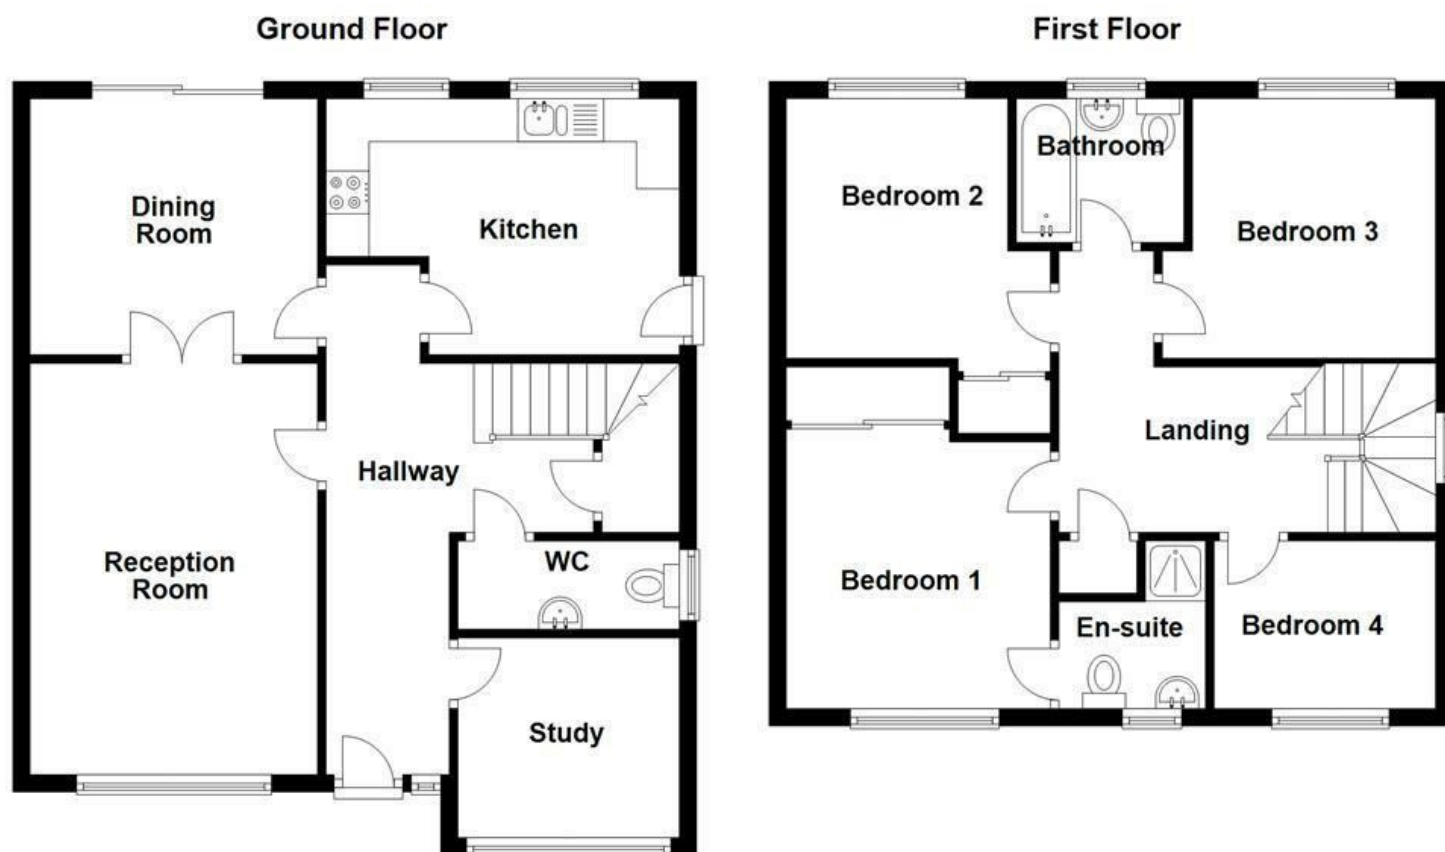 Ground Floor
Dining
Room
Kitchen
Hallway
Reception
Room
WC
Study
First Floor
Bathroom
Bedroom 2
Bedroom 3
Landing
Bedroom 1
En-suite
Bedroom 4